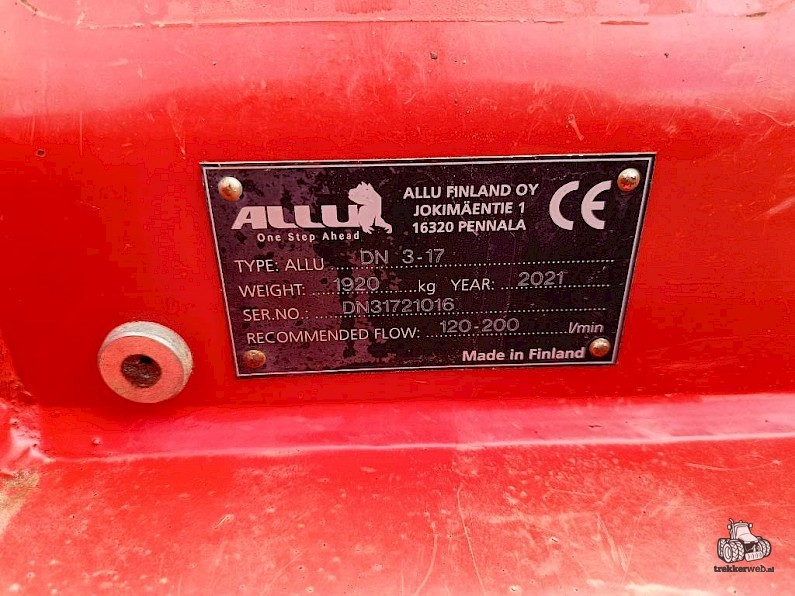 ALLU
One Step Ahead
ALLU FINLAND OY
JOKIMÄENTIE 1
16320 PENNALA
CE
TYPE: ALLU DN 3-17
WEIGHT: 1920 kg YEAR: 2021
SER.NO.: DN31721016
RECOMMENDED FLOW: 120-200 l/min
Made in Finland
trekkerweb.nl